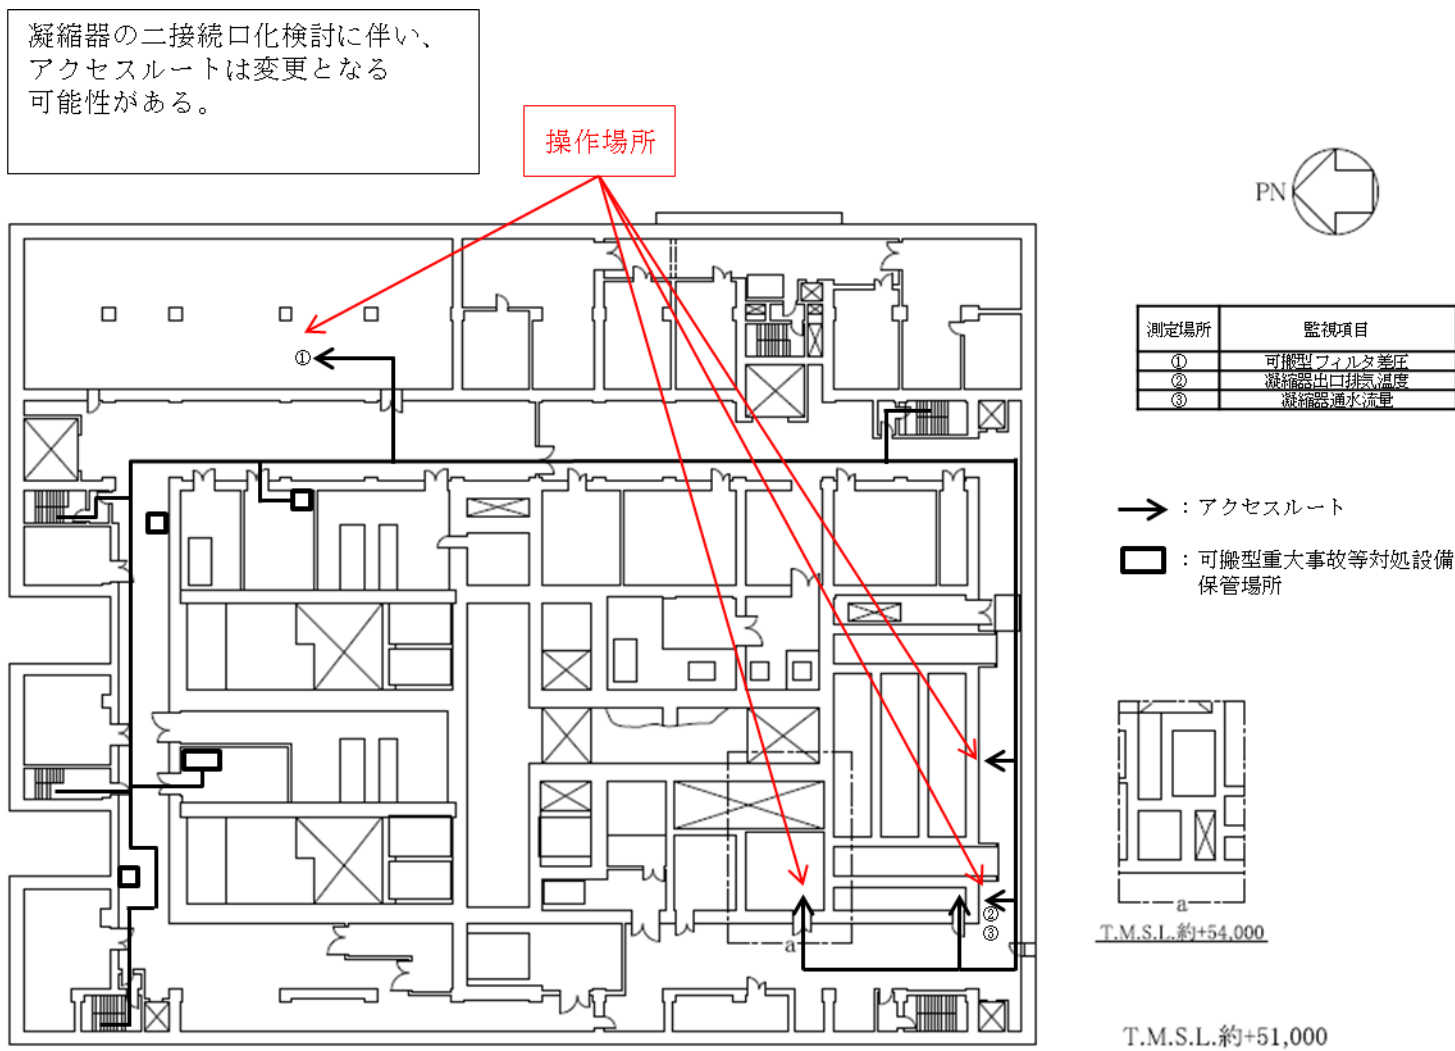 凝縮器の二接続口化検討に伴い、
アクセスルートは変更となる
可能性がある。
操作場所
PN
測定場所 監視項目
① 可搬型フィルタ差圧
② 凝縮器出口排気温度
③ 凝縮器通水流量
①
：アクセスルート
：可搬型重大事故等対処設備
保管場所
②
③
a
a
T.M.S.L.約+54,000
T.M.S.L.約+51,000